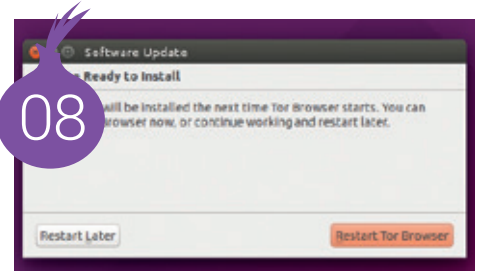 Software Update
Ready to Install
08
will be installed the next time Tor Browser starts. You can
Browser now, or continue working and restart later.
Restart Later
Restart Tor Browser